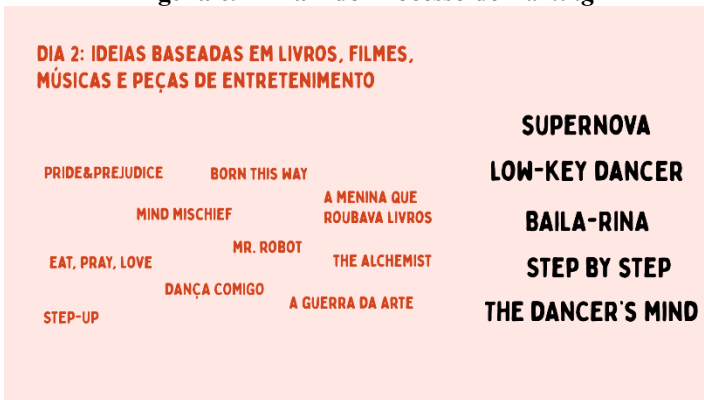 DIA 2: IDEIAS BASEADAS EM LIVROS, FILMES,
MÚSICAS E PEÇAS DE ENTRETENIMENTO
PRIDE&PREJUDICE
BORN THIS WAY
A MENINA QUE
ROUBAVA LIVROS
MIND MISCHIEF
MR. ROBOT
EAT, PRAY, LOVE
THE ALCHEMIST
DANÇA COMIGO
A GUERRA DA ARTE
STEP-UP
SUPERNOVA
LOW-KEY DANCER
BAILA-RINA
STEP BY STEP
THE DANCER'S MIND